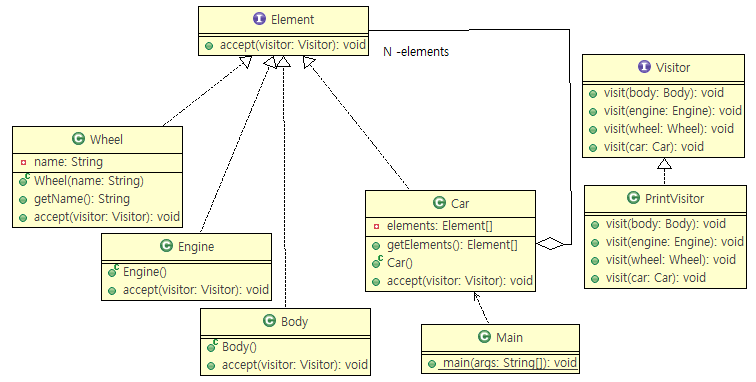 Element
accept(visitor: Visitor): void
N -elements
Visitor
visit(body: Body): void
visit(engine: Engine): void
visit(wheel: Wheel): void
visit(car: Car): void
Wheel
name: String
Wheel(name: String)
getName(): String
accept(visitor: Visitor): void
Car
elements: Element[]
getElements(): Element[]
Car()
accept(visitor: Visitor): void
PrintVisitor
visit(body: Body): void
visit(engine: Engine): void
visit(wheel: Wheel): void
visit(car: Car): void
Engine
Engine()
accept(visitor: Visitor): void
Body
Body()
accept(visitor: Visitor): void
Main
main(args: String[]): void